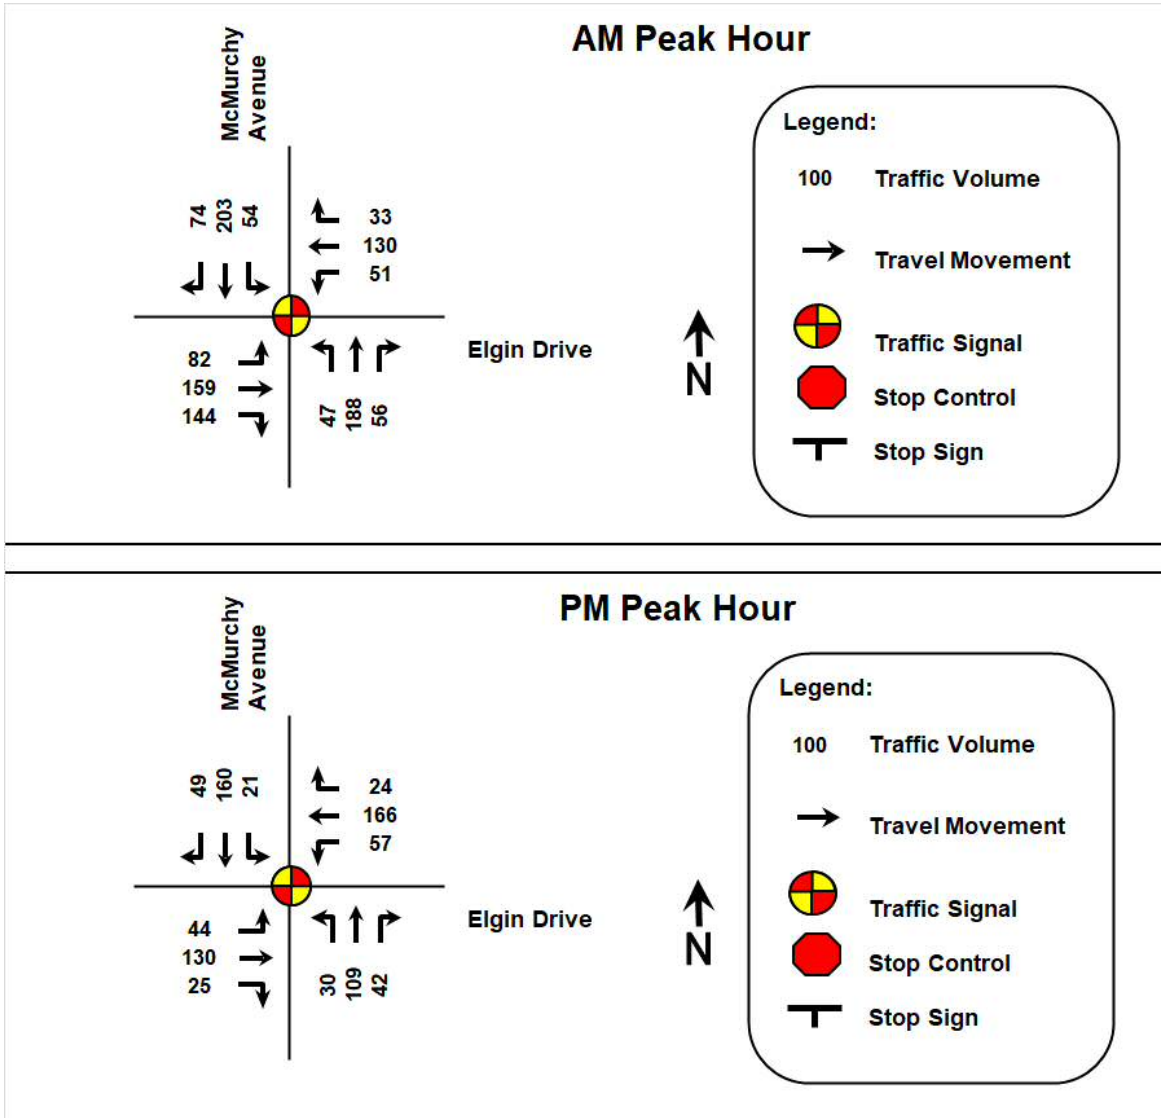 AM Peak Hour
McMurchy
Avenue
Legend:
100 Traffic Volume
Travel Movement
Traffic Signal
Stop Control
Stop Sign
74 203 54
33
130
51
82
159
144
47 188 56
Elgin Drive
N
PM Peak Hour
McMurchy
Avenue
Legend:
100 Traffic Volume
Travel Movement
Traffic Signal
Stop Control
Stop Sign
49 160 21
24
166
57
44
130
25
30 109 42
Elgin Drive
N